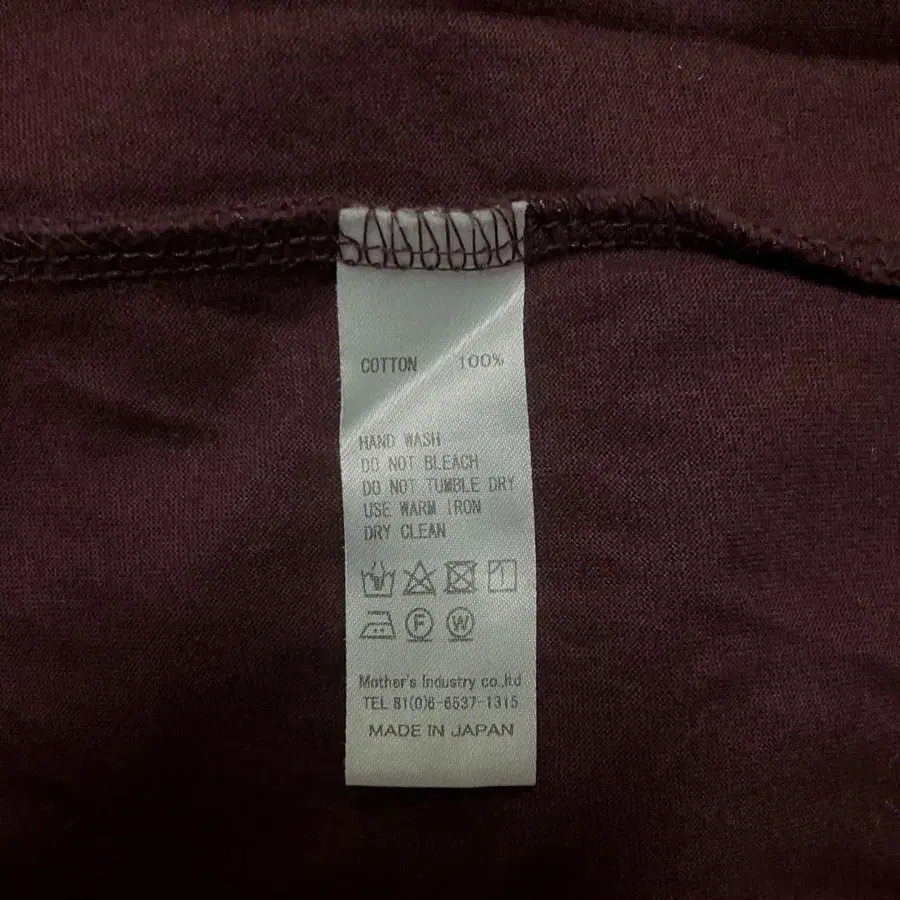 COTTON 100%
HAND WASH
DO NOT BLEACH
DO NOT TUMBLE DRY
USE WARM IRON
DRY CLEAN
F W
Mother's Industry co.,ltd
TEL 81(0)6-6537-1315
MADE IN JAPAN